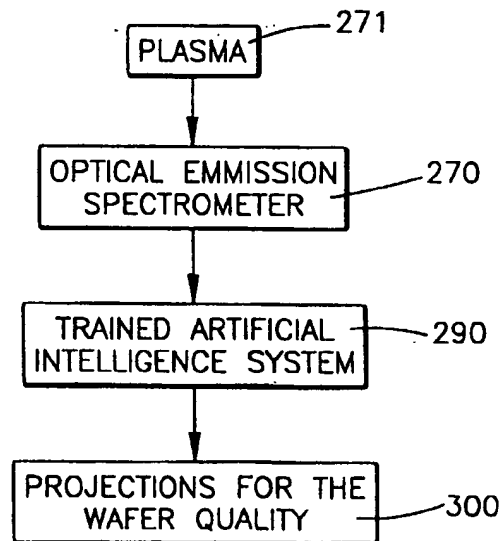 271
PLASMA
OPTICAL EMMISSION
SPECTROMETER
270
TRAINED ARTIFICIAL
INTELLIGENCE SYSTEM
290
PROJECTIONS FOR THE
WAFER QUALITY
300